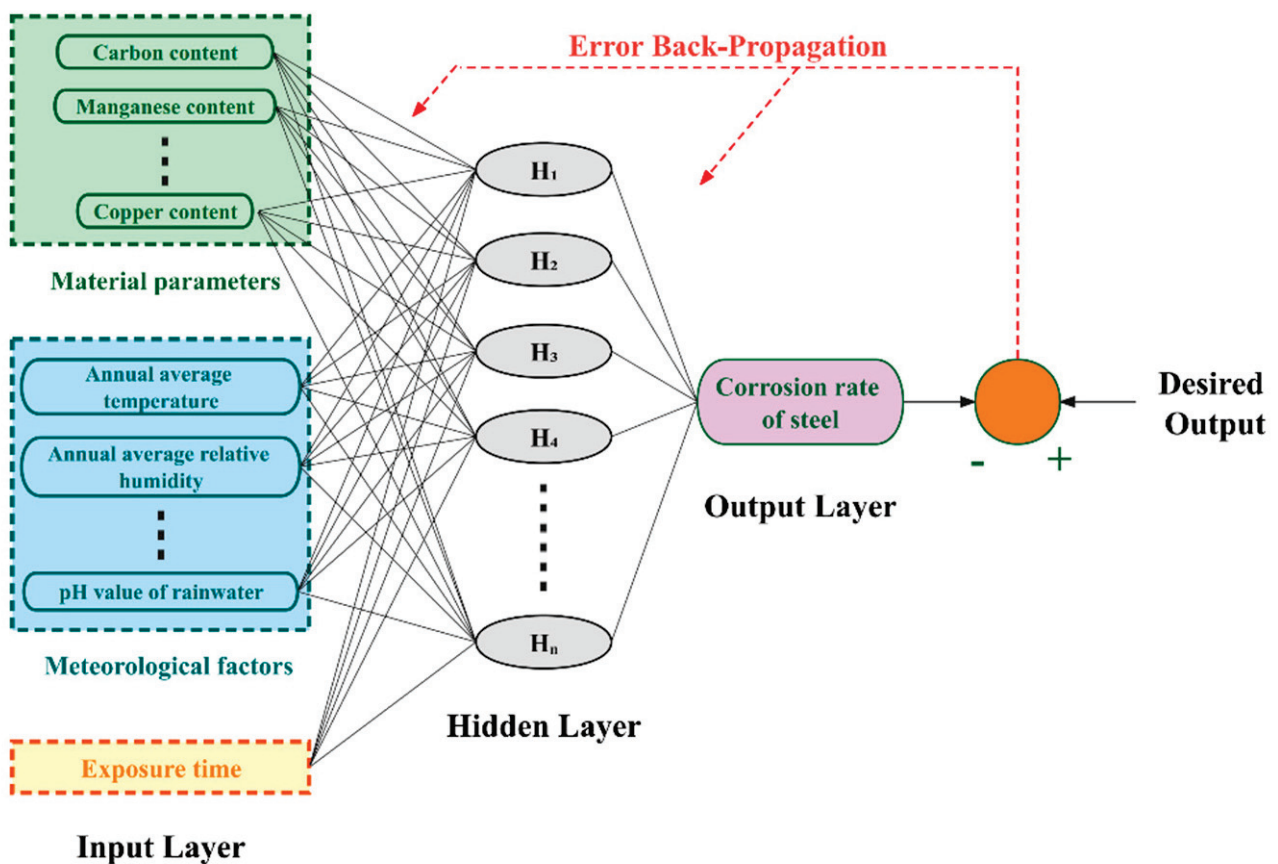 Carbon content
Manganese content
Copper content
Material parameters
Annual average
temperature
Annual average relative
humidity
pH value of rainwater
Meteorological factors
Exposure time
Input Layer
H₁
H₂
H₃
H₄
Hₙ
Hidden Layer
Error Back-Propagation
Corrosion rate
of steel
Output Layer
- +
Desired
Output